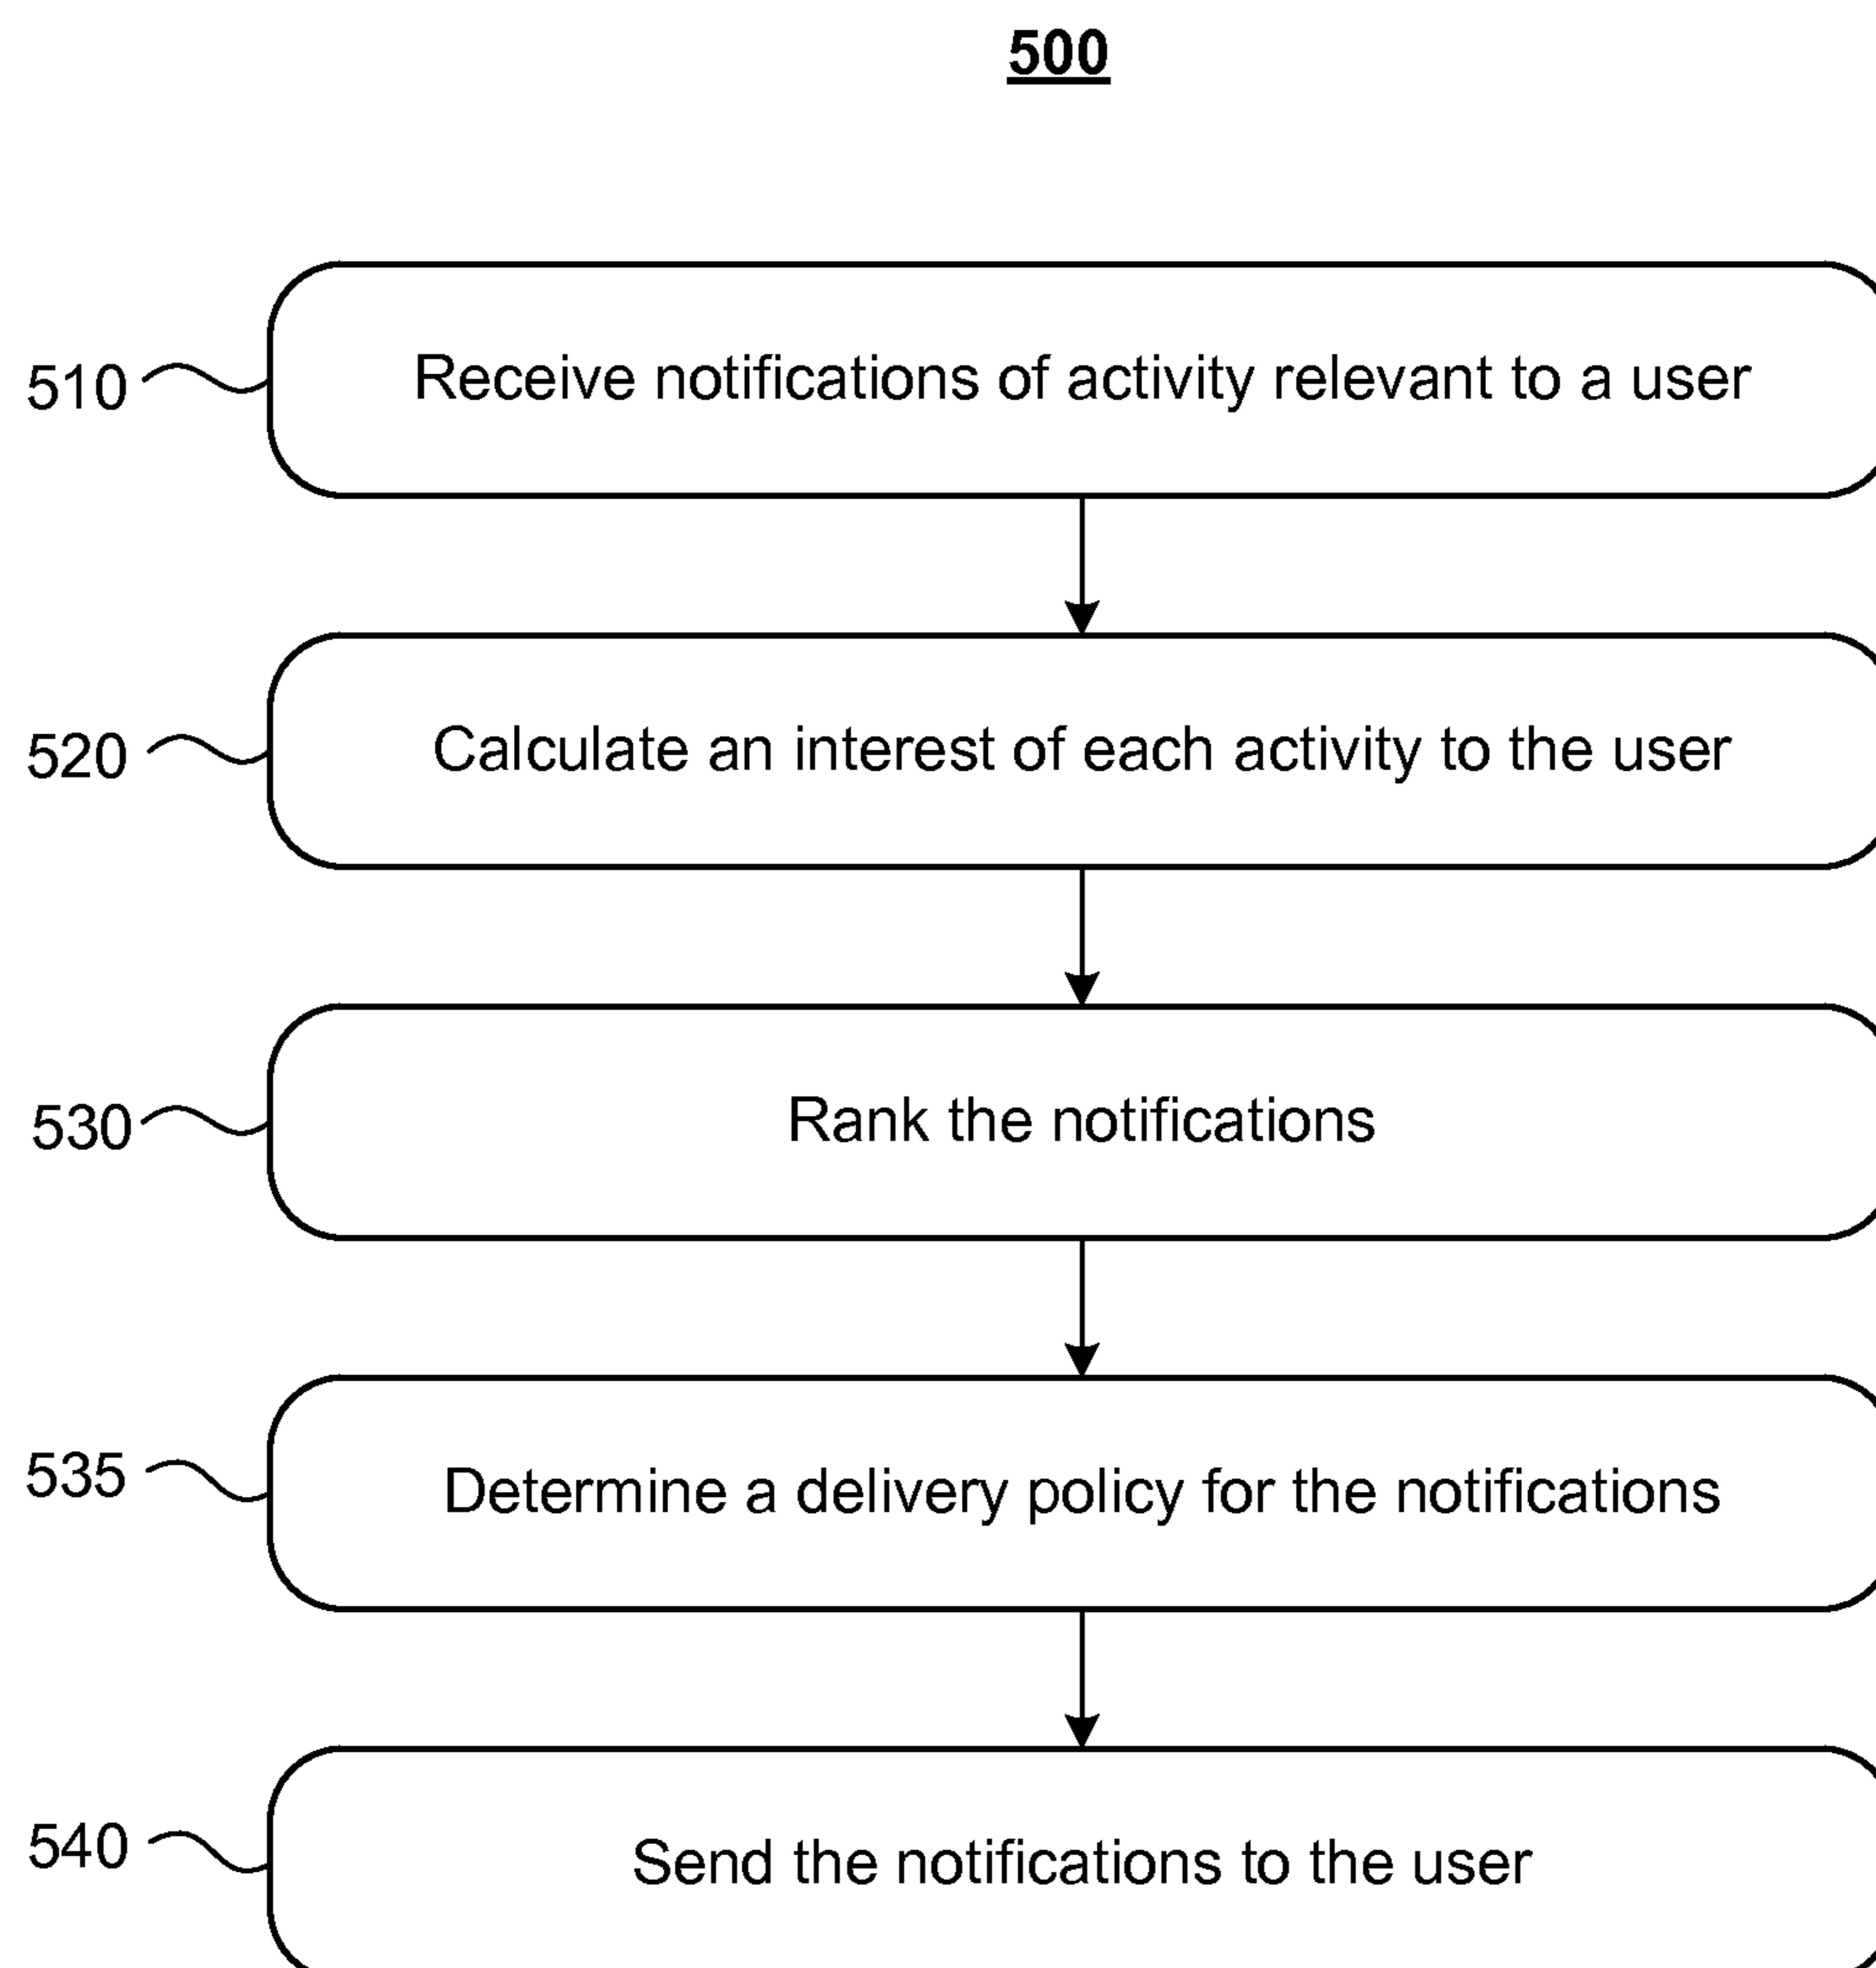 500
510 Receive notifications of activity relevant to a user
520 Calculate an interest of each activity to the user
530 Rank the notifications
535 Determine a delivery policy for the notifications
540 Send the notifications to the user